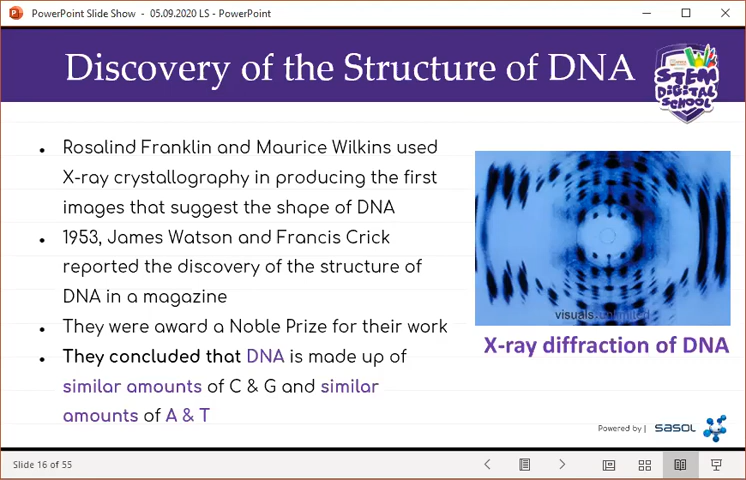 PowerPoint Slide Show - 05.09.2020 LS - PowerPoint
Discovery of the Structure of DNA
STEM
DIGITAL
SCHOOL
• Rosalind Franklin and Maurice Wilkins used
X-ray crystallography in producing the first
images that suggest the shape of DNA
• 1953, James Watson and Francis Crick
reported the discovery of the structure of
DNA in a magazine
• They were award a Noble Prize for their work
• They concluded that DNA is made up of
similar amounts of C & G and similar
amounts of A & T
visuals unlimited
X-ray diffraction of DNA
Powered by | sasol
Slide 16 of 55